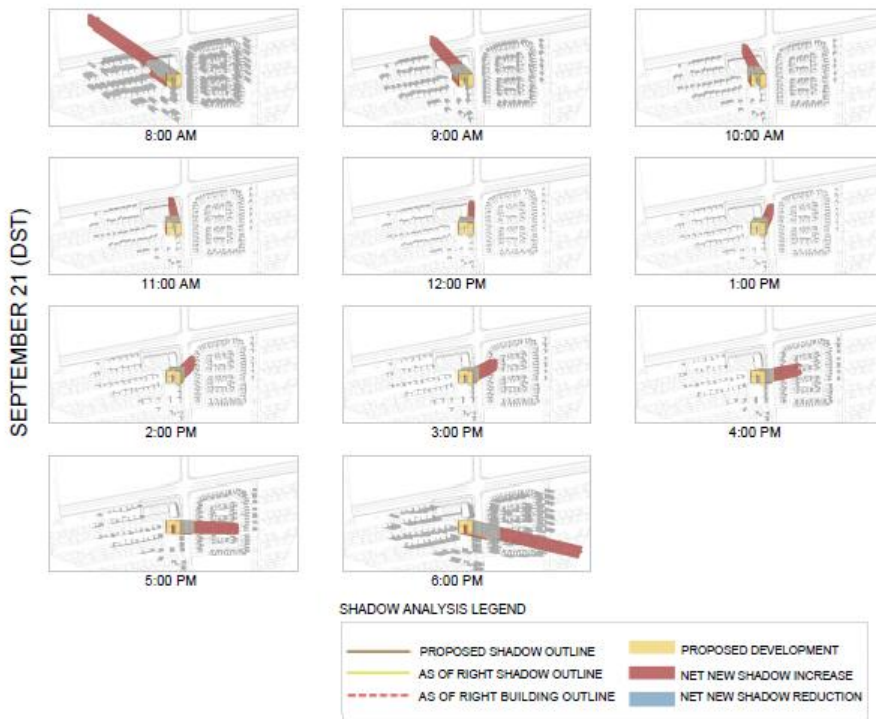 SEPTEMBER 21 (DST)
8:00 AM
9:00 AM
10:00 AM
11:00 AM
12:00 PM
1:00 PM
2:00 PM
3:00 PM
4:00 PM
5:00 PM
6:00 PM
SHADOW ANALYSIS LEGEND
PROPOSED SHADOW OUTLINE
AS OF RIGHT SHADOW OUTLINE
AS OF RIGHT BUILDING OUTLINE
PROPOSED DEVELOPMENT
NET NEW SHADOW INCREASE
NET NEW SHADOW REDUCTION